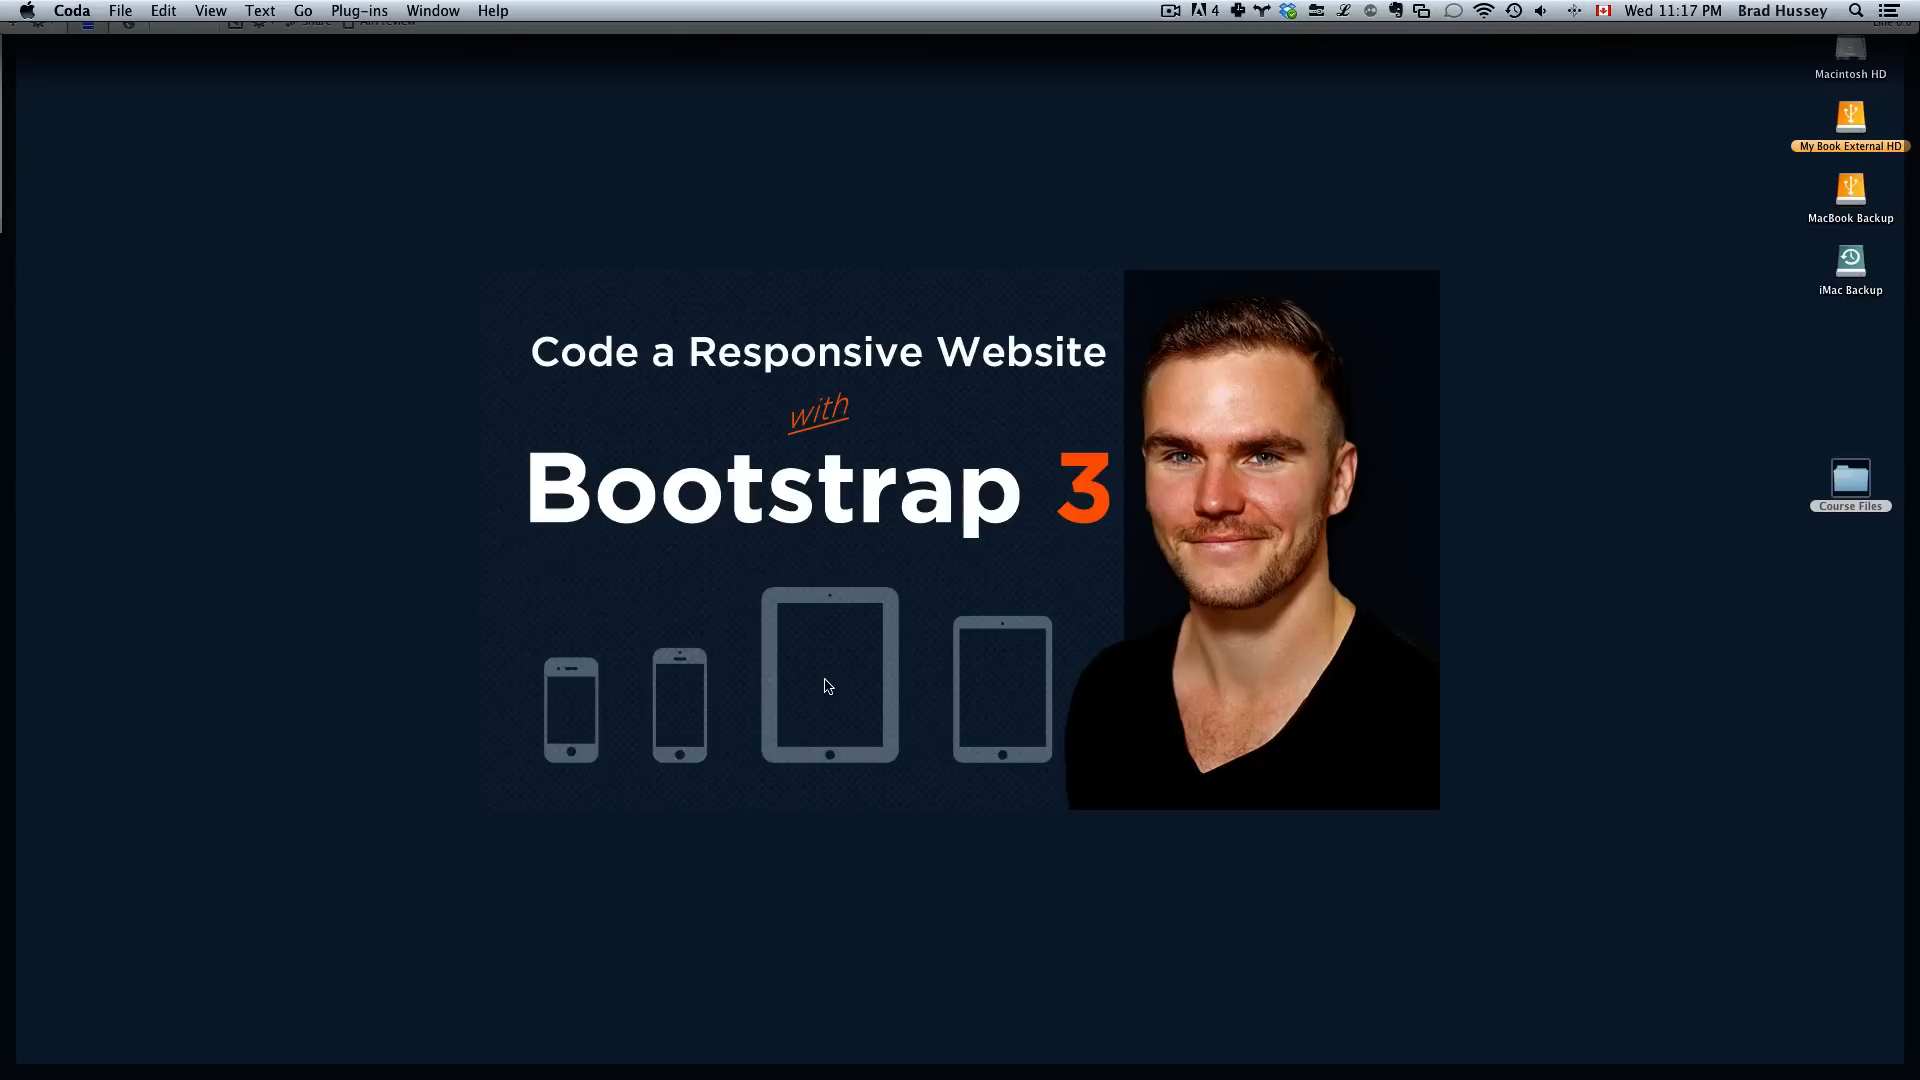 Coda File Edit View Text Go Plug-ins Window Help
4 Wed 11:17 PM Brad Hussey
Macintosh HD
My Book External HD
MacBook Backup
iMac Backup
Code a Responsive Website
with
Bootstrap 3
Course Files